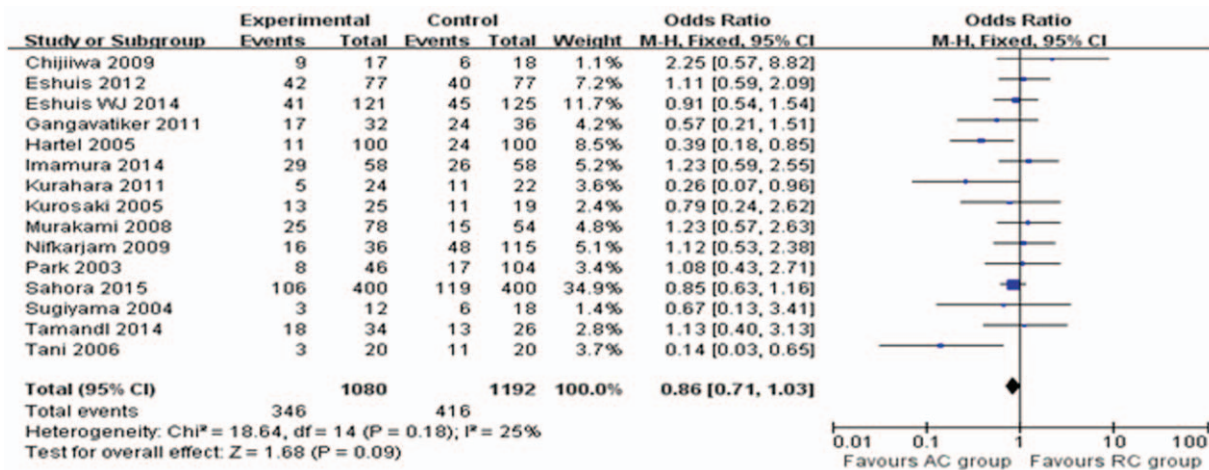 Experimental Control Odds Ratio Odds Ratio
Study or Subgroup Events Total Events Total Weight M-H, Fixed, 95% CI M-H, Fixed, 95% CI
Chijiiwa 2009 9 17 6 18 1.1% 2.25 [0.57, 8.82]
Eshuis 2012 42 77 40 77 7.2% 1.11 [0.59, 2.09]
Eshuis WJ 2014 41 121 45 125 11.7% 0.91 [0.54, 1.54]
Gangavatiker 2011 17 32 24 36 4.2% 0.57 [0.21, 1.51]
Hartel 2005 11 100 24 100 8.5% 0.39 [0.18, 0.85]
Imamura 2014 29 58 26 58 5.2% 1.23 [0.59, 2.55]
Kurahara 2011 5 24 11 22 3.6% 0.26 [0.07, 0.96]
Kurosaki 2005 13 25 11 19 2.4% 0.79 [0.24, 2.62]
Murakami 2008 25 78 15 54 4.8% 1.23 [0.57, 2.63]
Nifkarjam 2009 16 36 48 115 5.1% 1.12 [0.53, 2.38]
Park 2003 8 46 17 104 3.4% 1.08 [0.43, 2.71]
Sahora 2015 106 400 119 400 34.9% 0.85 [0.63, 1.16]
Sugiyama 2004 3 12 6 18 1.4% 0.67 [0.13, 3.41]
Tamandl 2014 18 34 13 26 2.8% 1.13 [0.40, 3.13]
Tani 2006 3 20 11 20 3.7% 0.14 [0.03, 0.65]
Total (95% CI) 1080 1192 100.0% 0.86 [0.71, 1.03]
Total events 346 416
Heterogeneity: Chi² = 18.64, df = 14 (P = 0.18); I² = 25%
Test for overall effect: Z = 1.68 (P = 0.09)
0.01 0.1 1 10 100
Favours AC group Favours RC group